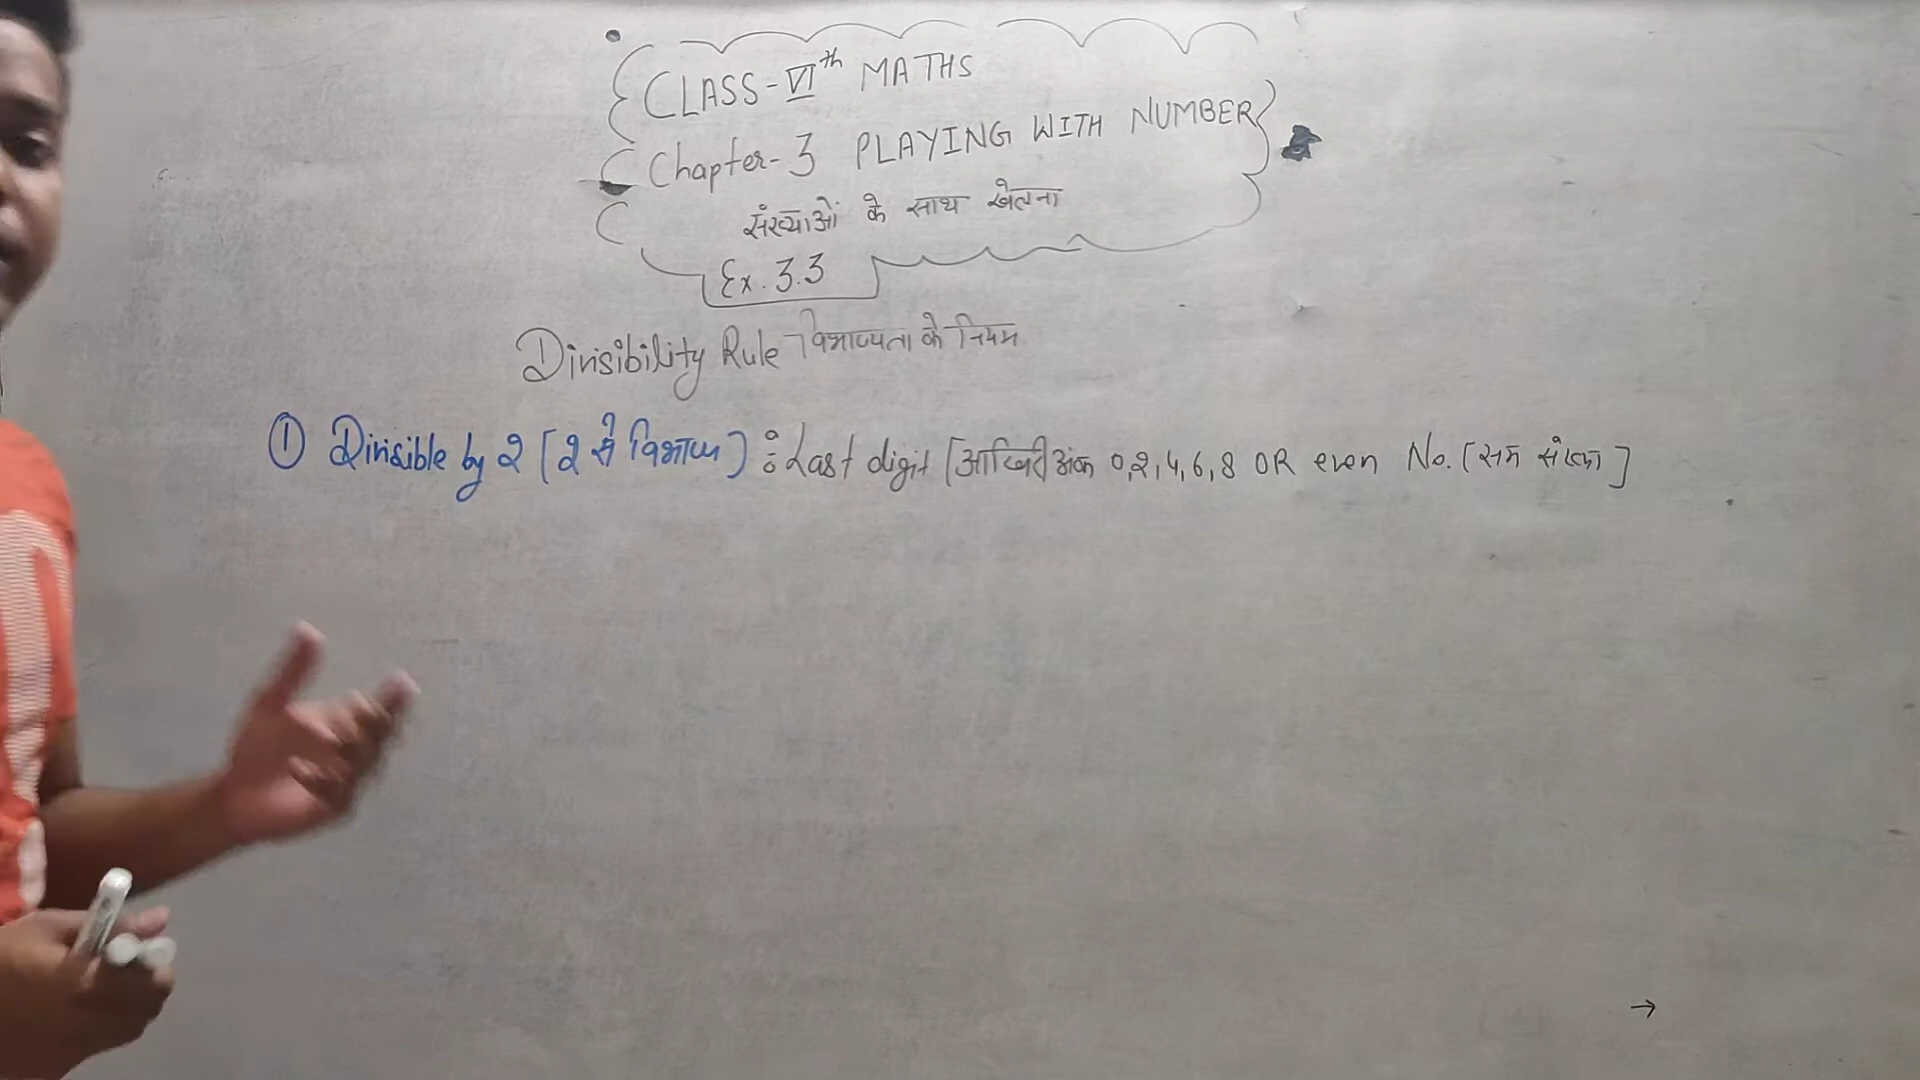 CLASS-VIth MATHS
Chapter-3 PLAYING WITH NUMBER
संख्याओं के साथ खेलना
Ex. 3.3
Divisibility Rule विभाज्यता के नियम
① Divisible by 2 [2 से विभाज्य] : Last digit [आखिरी अंक 0,2,4,6,8 OR even No. [सम संख्या]
→